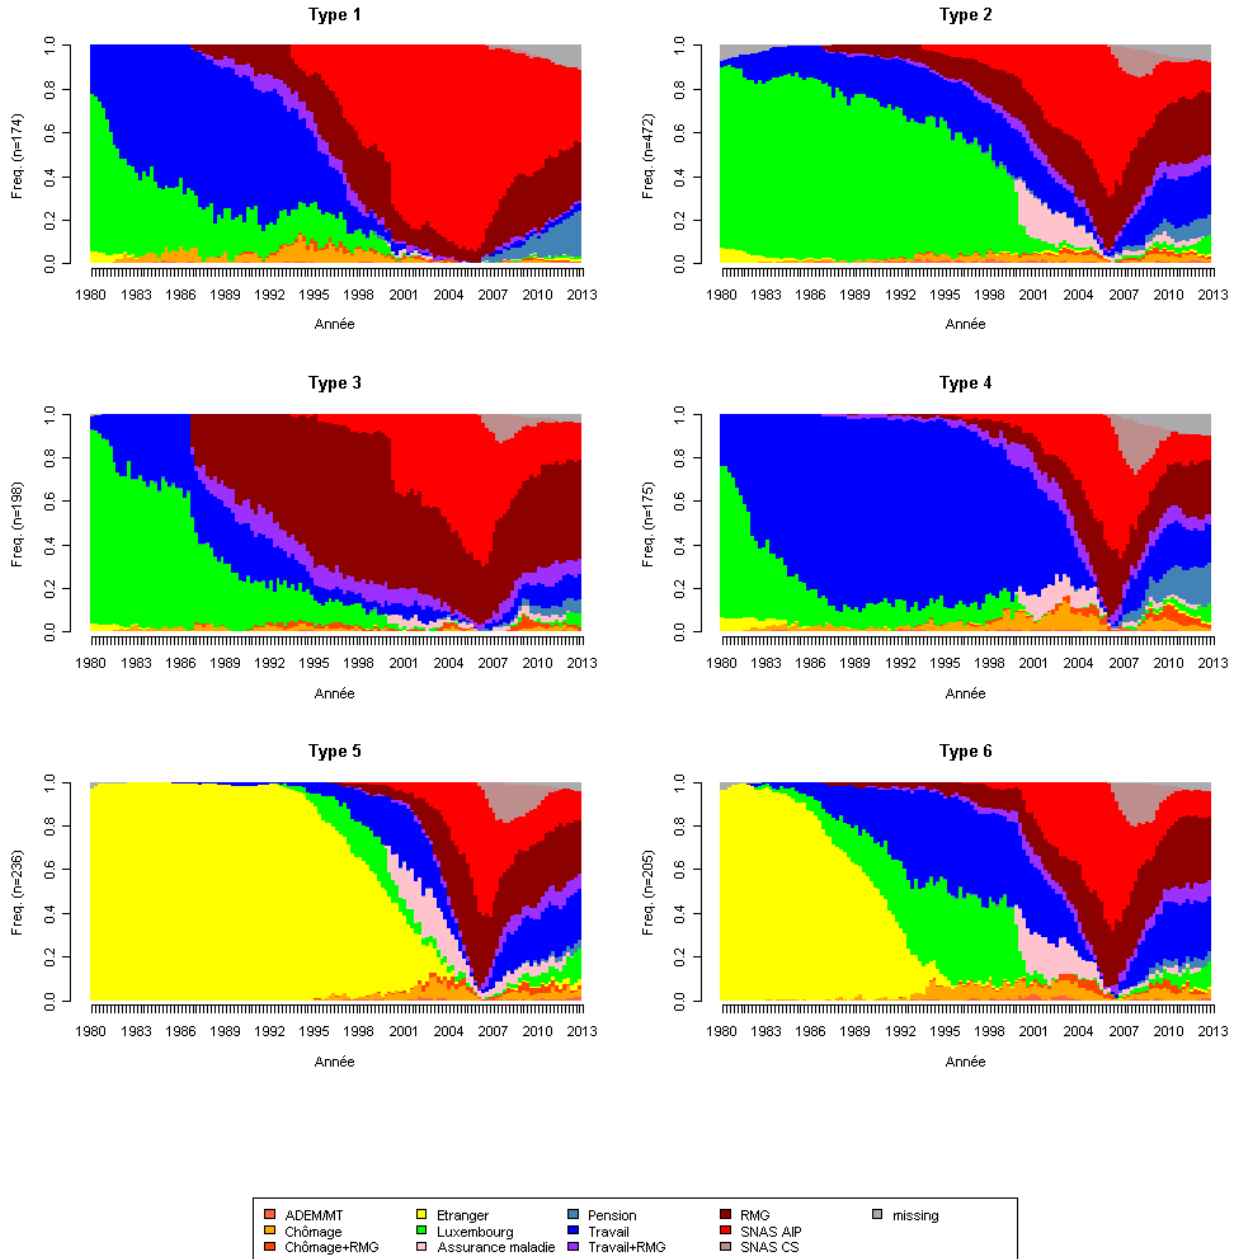 Type 1
Type 2
Freq. (n=174)
0.0 0.2 0.4 0.6 0.8 1.0
1980 1983 1986 1989 1992 1995 1998 2001 2004 2007 2010 2013
Année
Freq. (n=472)
0.0 0.2 0.4 0.6 0.8 1.0
1980 1983 1986 1989 1992 1995 1998 2001 2004 2007 2010 2013
Année
Type 3
Type 4
Freq. (n=198)
0.0 0.2 0.4 0.6 0.8 1.0
1980 1983 1986 1989 1992 1995 1998 2001 2004 2007 2010 2013
Année
Freq. (n=175)
0.0 0.2 0.4 0.6 0.8 1.0
1980 1983 1986 1989 1992 1995 1998 2001 2004 2007 2010 2013
Année
Type 5
Type 6
Freq. (n=236)
0.0 0.2 0.4 0.6 0.8 1.0
1980 1983 1986 1989 1992 1995 1998 2001 2004 2007 2010 2013
Année
Freq. (n=205)
0.0 0.2 0.4 0.6 0.8 1.0
1980 1983 1986 1989 1992 1995 1998 2001 2004 2007 2010 2013
Année
ADEM/MT Etranger Pension RMG missing
Chômage Luxembourg Travail SNAS AIP
Chômage+RMG Assurance maladie Travail+RMG SNAS CS